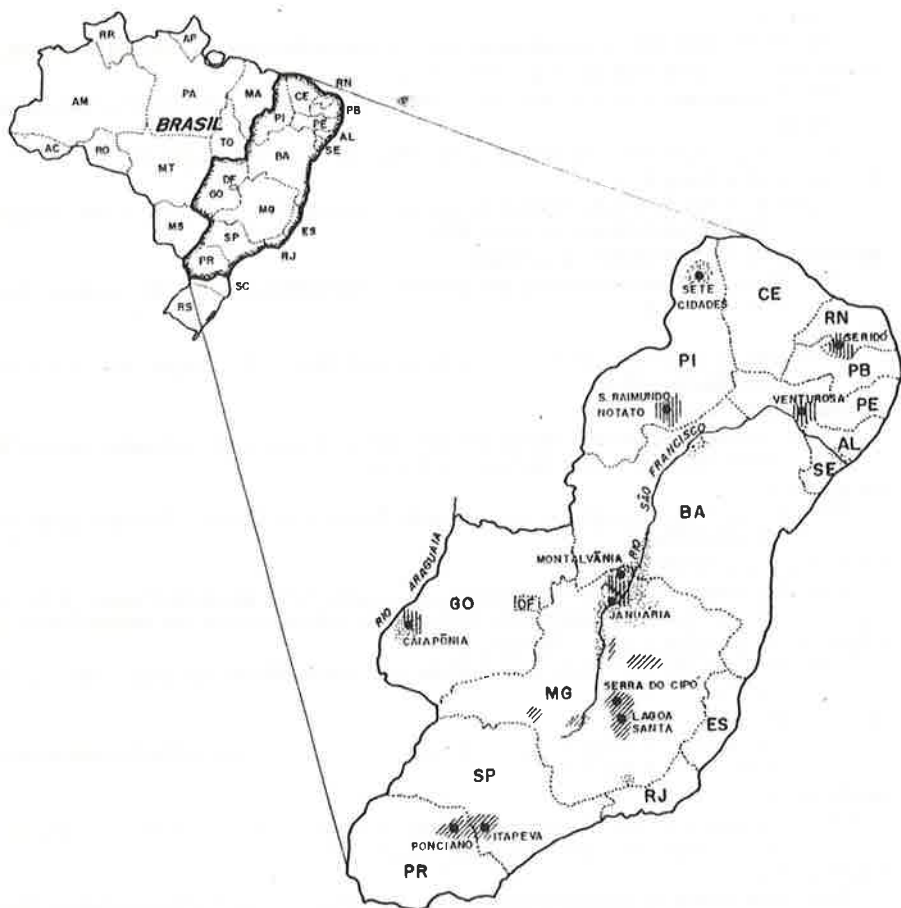 RR
AP
AM
PA
MA
CE
RN
PI
PB
PE
BRASIL
TO
AL
SE
AC
RO
BA
MT
DF
GO
MG
MS
SP
ES
RJ
PR
SC
RS
SETE
CIDADES
CE
RN
SERIDÓ
PI
PB
S. RAIMUNDO
NOTATO
VENTUROSA
PE
AL
SE
RIO SÃO FRANCISCO
BA
RIO ARAGUAIA
MONTALVÂNIA
GO
DF
JANUÁRIA
CAIAPÔNIA
MG
SERRA DO CIPÓ
LAGOA
SANTA
ES
SP
RJ
PONCIANO
ITAPEVA
PR